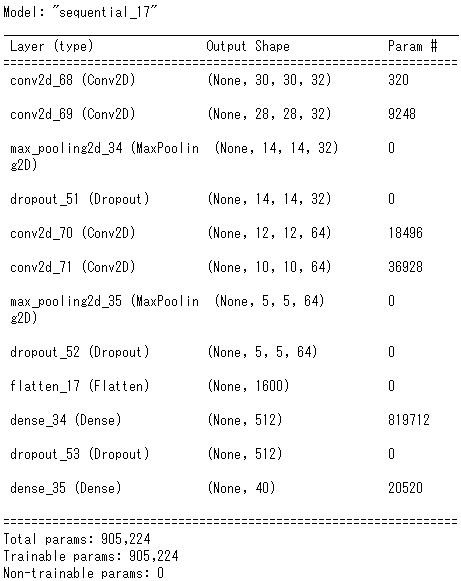 Model: "sequential_17"
_________________________________________________________________
Layer (type)                Output Shape              Param #
=================================================================
conv2d_68 (Conv2D)          (None, 30, 30, 32)        320
conv2d_69 (Conv2D)          (None, 28, 28, 32)        9248
max_pooling2d_34 (MaxPoolin  (None, 14, 14, 32)       0
g2D)
dropout_51 (Dropout)        (None, 14, 14, 32)        0
conv2d_70 (Conv2D)          (None, 12, 12, 64)        18496
conv2d_71 (Conv2D)          (None, 10, 10, 64)        36928
max_pooling2d_35 (MaxPoolin  (None, 5, 5, 64)         0
g2D)
dropout_52 (Dropout)        (None, 5, 5, 64)          0
flatten_17 (Flatten)        (None, 1600)              0
dense_34 (Dense)            (None, 512)               819712
dropout_53 (Dropout)        (None, 512)               0
dense_35 (Dense)            (None, 40)                20520
=================================================================
Total params: 905,224
Trainable params: 905,224
Non-trainable params: 0